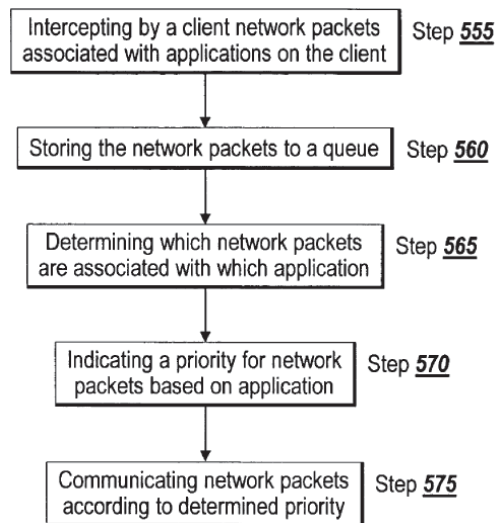 Intercepting by a client network packets
associated with applications on the client
Step 555
Storing the network packets to a queue
Step 560
Determining which network packets
are associated with which application
Step 565
Indicating a priority for network
packets based on application
Step 570
Communicating network packets
according to determined priority
Step 575